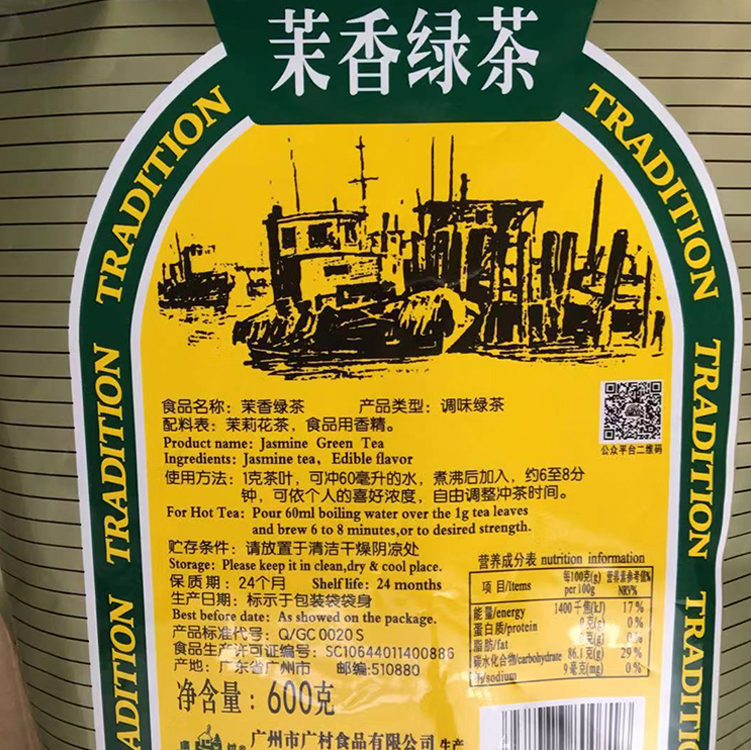 茉香绿茶
TRADITION
TRADITION
TRADITION
TRADITION
ADITION
TRADITION
食品名称：茉香绿茶 产品类型：调味绿茶
配料表：茉莉花茶，食品用香精。
Product name: Jasmine Green Tea
Ingredients: Jasmine tea、Edible flavor
公众平台二维码
使用方法：1克茶叶，可冲60毫升的水，煮沸后加入，约6至8分
钟，可依个人的喜好浓度，自由调整冲茶时间。
For Hot Tea: Pour 60ml boiling water over the 1g tea leaves
and brew 6 to 8 minutes,or to desired strength.
贮存条件：请放置于清洁干燥阴凉处
Storage: Please keep it in clean,dry & cool place.
保质期：24个月 Shelf life: 24 months
生产日期：标示于包装袋袋身
Best before date: As showed on the package.
产品标准代号：Q/GC 0020 S
食品生产许可证编号：SC10644011400886
产地：广东省广州市 邮编:510880
净含量：600克
营养成分表 nutrition information
项 目/Items 每100克(g) 营养素参考值%
per 100g NRV%
能量/energy 1400千焦(kJ) 17%
蛋白质/protein 0克(g) 0%
脂肪/fat 0克(g) 0%
碳水化合物/carbohydrate 86.1克(g) 29%
/sodium 9毫克(mg) 0%
广州市广村食品有限公司 生产